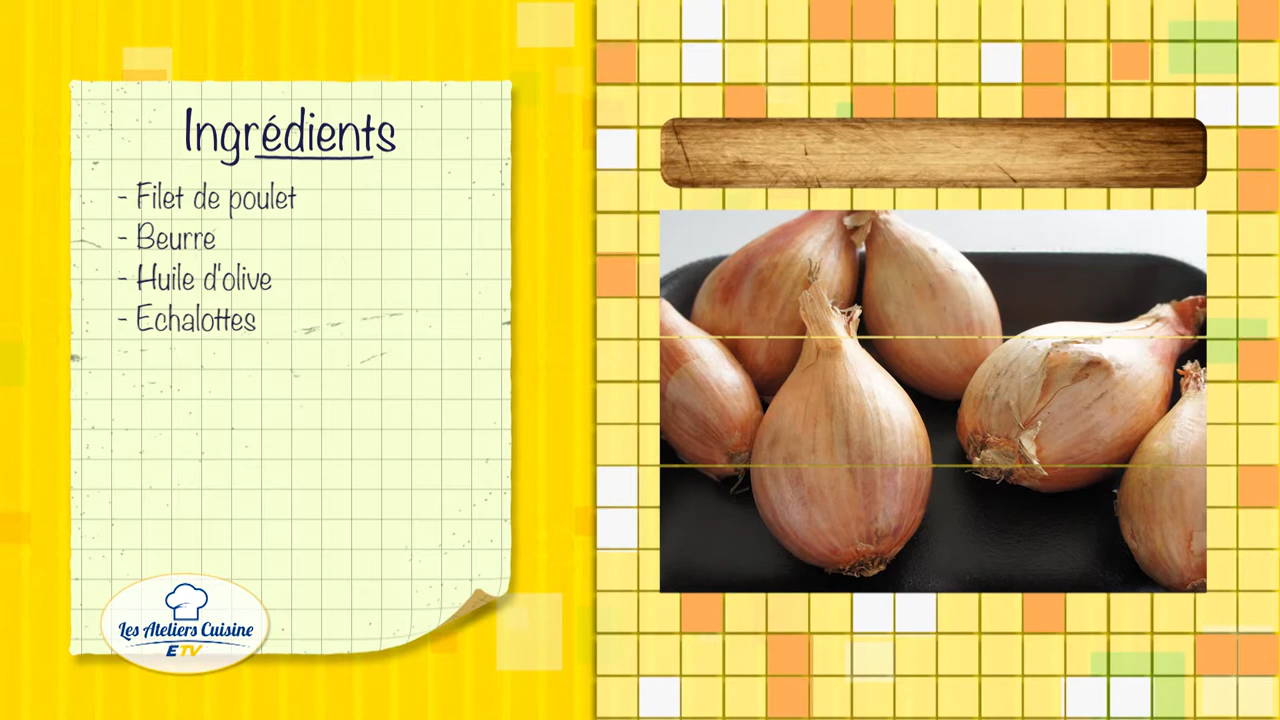 Ingrédients
- Filet de poulet
- Beurre
- Huile d'olive
- Echalottes
Les Ateliers Cuisine
ETV